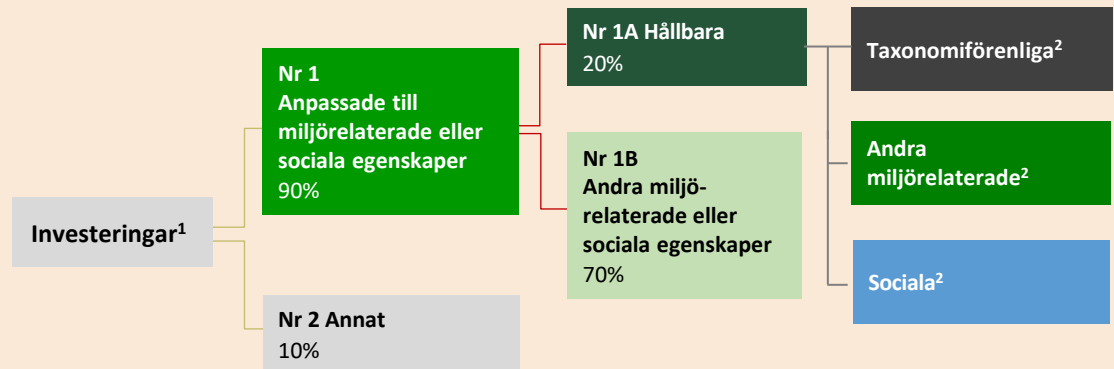 Investeringar¹
Nr 1
Anpassade till
miljörelaterade eller
sociala egenskaper
90%
Nr 2 Annat
10%
Nr 1A Hållbara
20%
Nr 1B
Andra miljö-
relaterade eller
sociala egenskaper
70%
Taxonomiförenliga²
Andra
miljörelaterade²
Sociala²